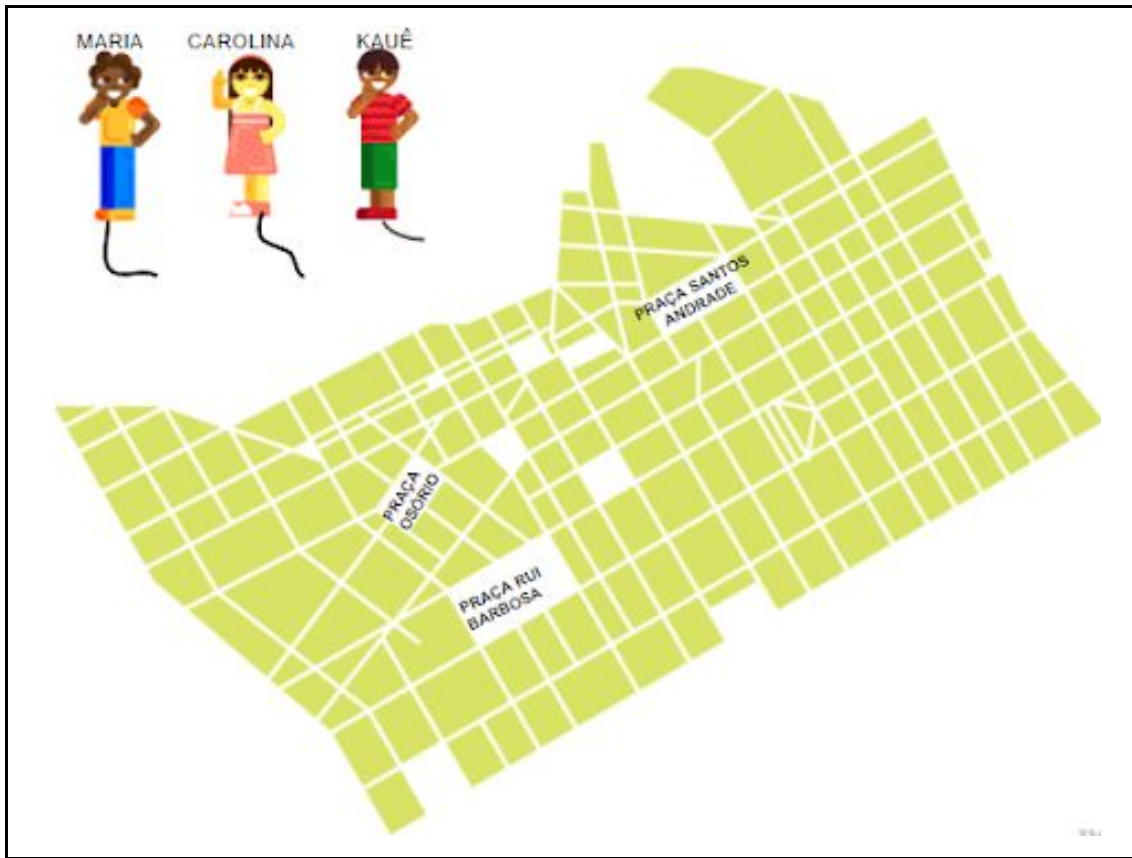 MARIA
CAROLINA
KAUÊ
PRAÇA SANTOS
ANDRADE
PRAÇA
OSÓRIO
PRAÇA RUI
BARBOSA